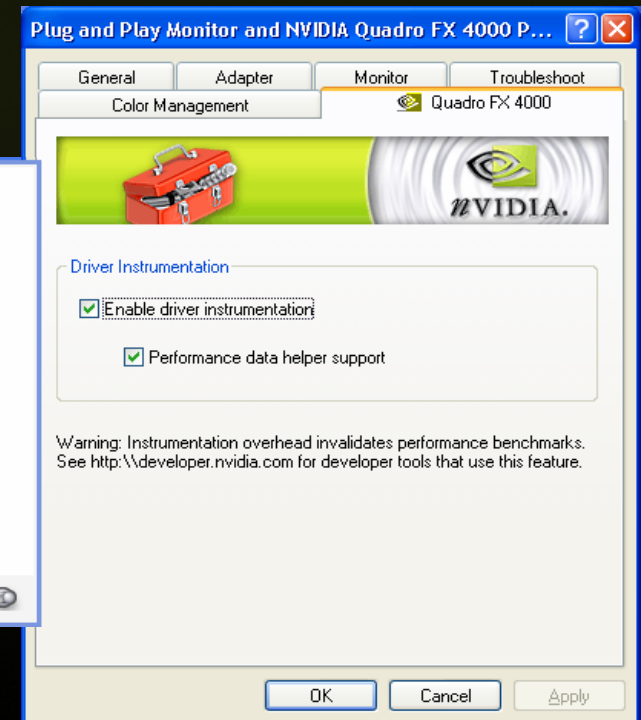 Plug and Play Monitor and NVIDIA Quadro FX 4000 P...
General Adapter Monitor Troubleshoot
Color Management Quadro FX 4000
nVIDIA.
Driver Instrumentation
Enable driver instrumentation
Performance data helper support
Warning: Instrumentation overhead invalidates performance benchmarks.
See http:\\developer.nvidia.com for developer tools that use this feature.
OK Cancel Apply